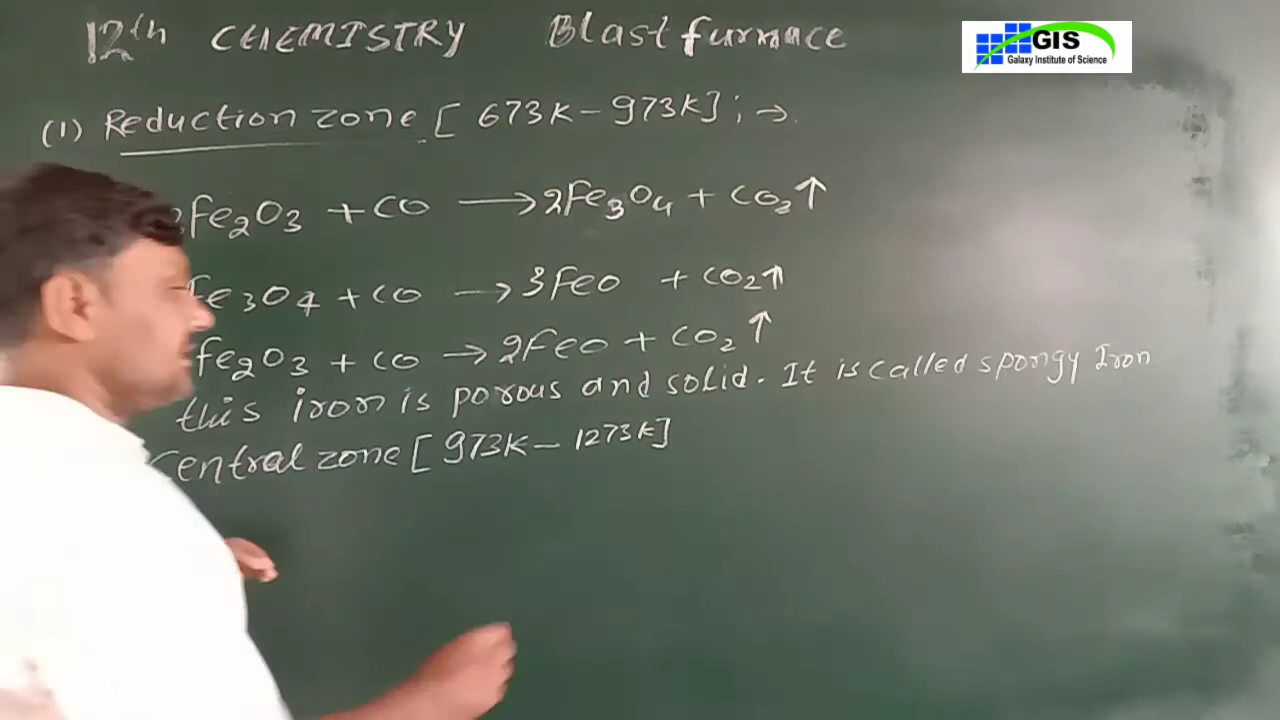 12th CHEMISTRY Blast furnace
GIS
Galaxy Institute of Science
(1) Reduction zone [ 673K - 973K] ; →
Fe₂O₃ + CO → 2Fe₃O₄ + CO₂↑
Fe₃O₄ + CO → 3FeO + CO₂↑
Fe₂O₃ + CO → 2FeO + CO₂↑
this iron is porous and solid. It is called spongy Iron
Central zone [ 973K - 1273K]